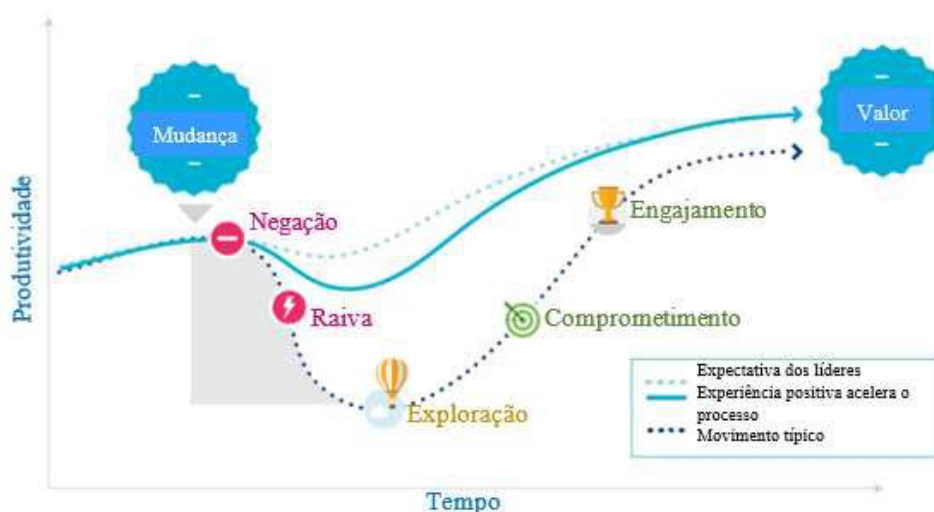 Mudança
Valor
Produtividade
Negação
Raiva
Exploração
Engajamento
Comprometimento
Expectativa dos líderes
Experiência positiva acelera o
processo
Movimento típico
Tempo